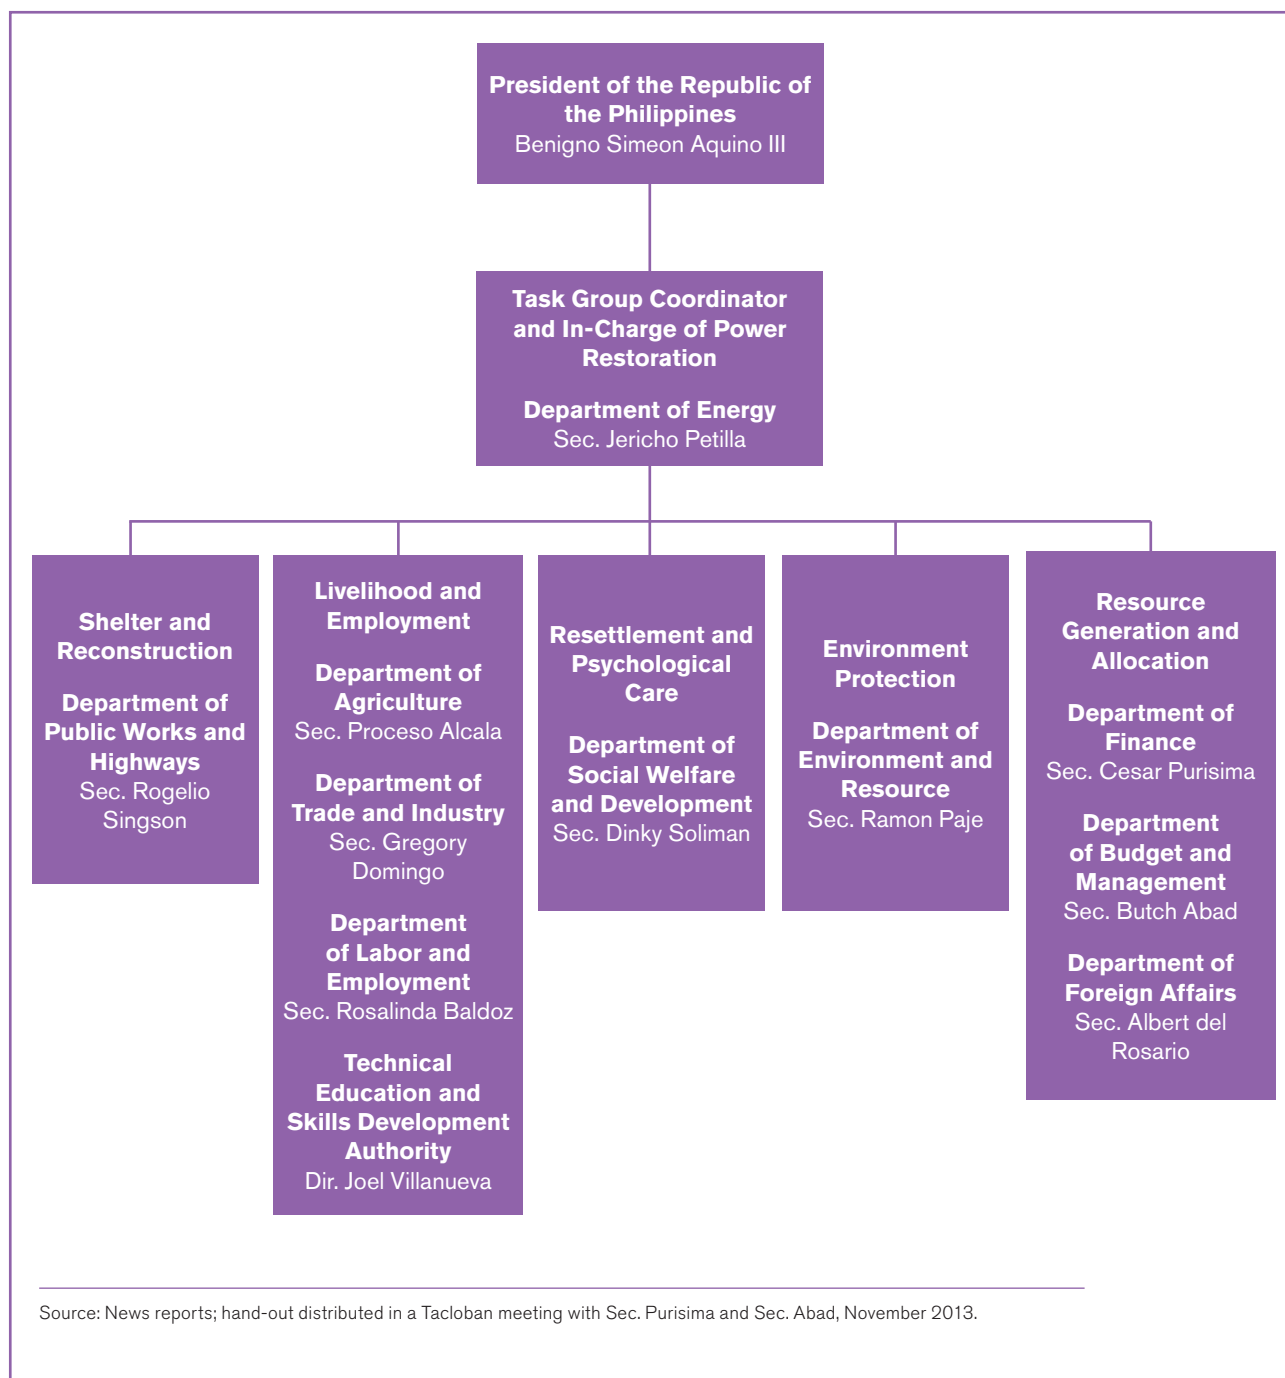 President of the Republic of
the Philippines
Benigno Simeon Aquino III
Task Group Coordinator
and In-Charge of Power
Restoration
Department of Energy
Sec. Jericho Petilla
Shelter and
Reconstruction
Department of
Public Works and
Highways
Sec. Rogelio
Singson
Livelihood and
Employment
Department of
Agriculture
Sec. Proceso Alcala
Department of
Trade and Industry
Sec. Gregory
Domingo
Department
of Labor and
Employment
Sec. Rosalinda Baldoz
Technical
Education and
Skills Development
Authority
Dir. Joel Villanueva
Resettlement and
Psychological
Care
Department of
Social Welfare
and Development
Sec. Dinky Soliman
Environment
Protection
Department of
Environment and
Resource
Sec. Ramon Paje
Resource
Generation and
Allocation
Department of
Finance
Sec. Cesar Purisima
Department
of Budget and
Management
Sec. Butch Abad
Department of
Foreign Affairs
Sec. Albert del
Rosario
Source: News reports; hand-out distributed in a Tacloban meeting with Sec. Purisima and Sec. Abad, November 2013.